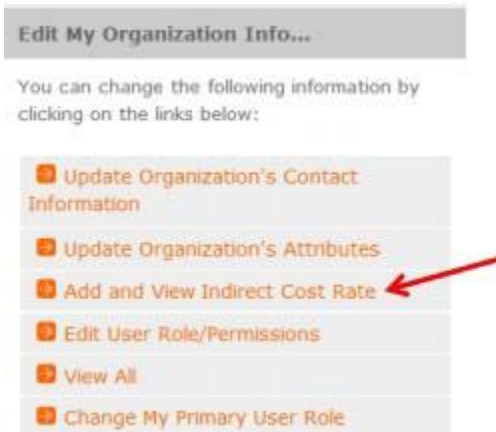 Edit My Organization Info...
You can change the following information by
clicking on the links below:
Update Organization's Contact
Information
Update Organization's Attributes
Add and View Indirect Cost Rate
Edit User Role/Permissions
View All
Change My Primary User Role